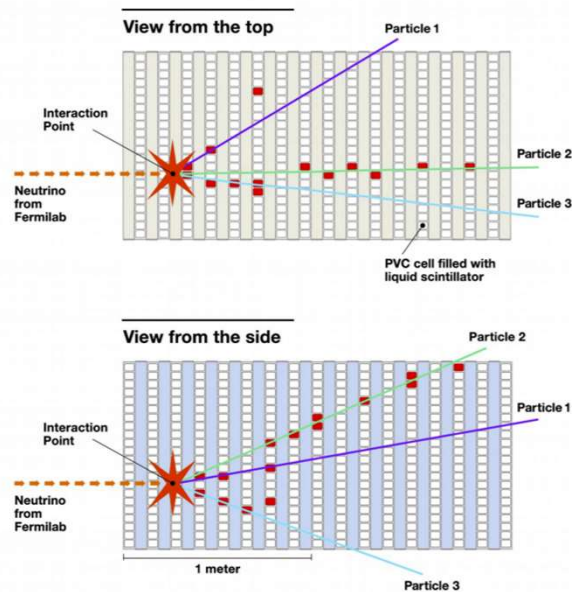 View from the top
Particle 1
Interaction
Point
Particle 2
Neutrino
from
Fermilab
Particle 3
PVC cell filled with
liquid scintillator
View from the side
Particle 2
Particle 1
Interaction
Point
Neutrino
from
Fermilab
1 meter
Particle 3